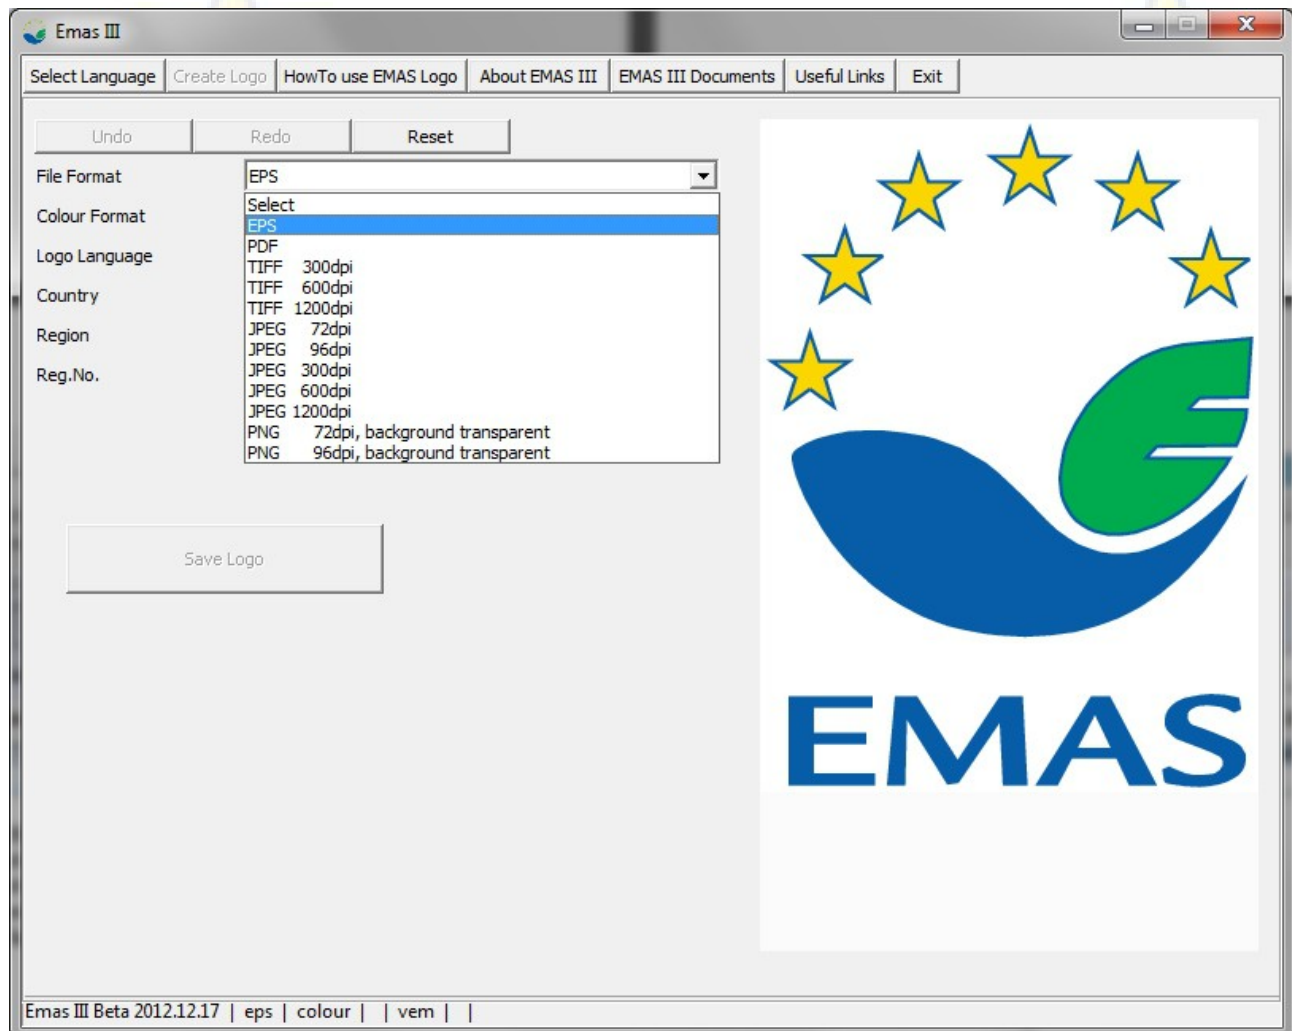 Emas III
Select Language Create Logo HowTo use EMAS Logo About EMAS III EMAS III Documents Useful Links Exit
Undo Redo Reset
File Format EPS
Colour Format
Logo Language
Country
Region
Reg.No.
Select
EPS
PDF
TIFF 300dpi
TIFF 600dpi
TIFF 1200dpi
JPEG 72dpi
JPEG 96dpi
JPEG 300dpi
JPEG 600dpi
JPEG 1200dpi
PNG 72dpi, background transparent
PNG 96dpi, background transparent
Save Logo
EMAS
Emas III Beta 2012.12.17 | eps | colour | | vem | |